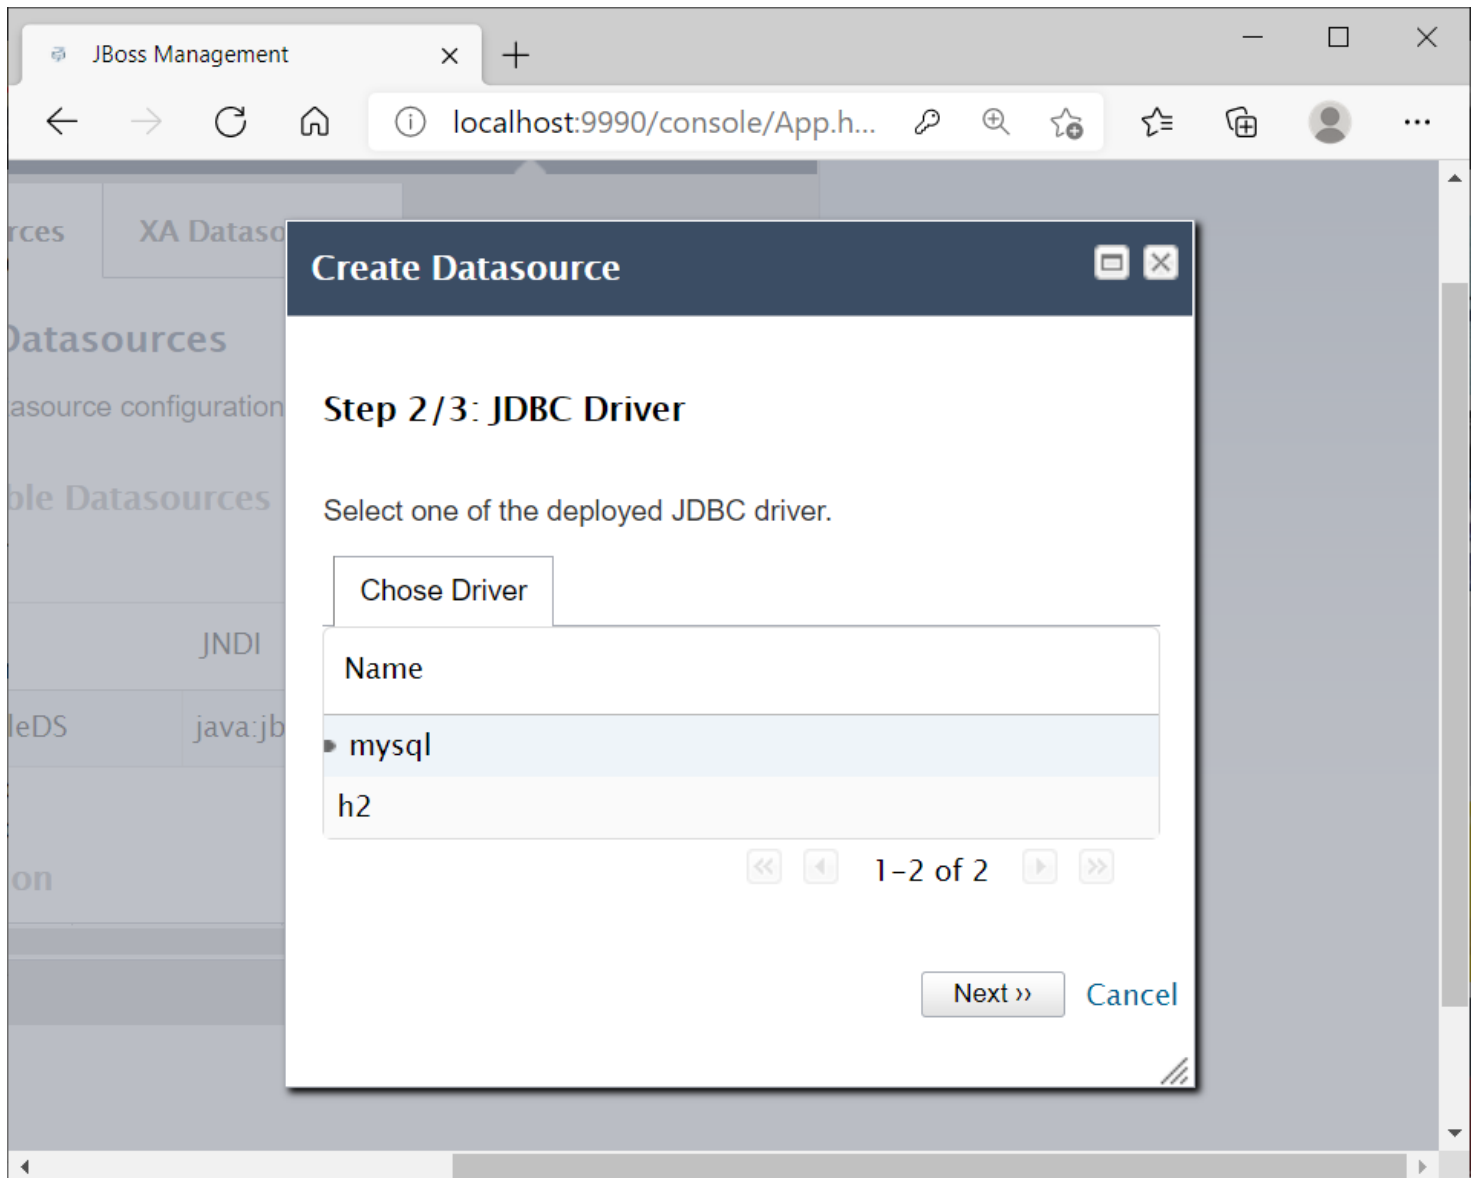 JBoss Management
localhost:9990/console/App.h...
rces
XA Dataso
Create Datasource
Datasources
asource configuration
Step 2/3: JDBC Driver
ble Datasources
Select one of the deployed JDBC driver.
Chose Driver
JNDI
Name
leDS
java:jb
mysql
h2
1-2 of 2
on
Next ››
Cancel